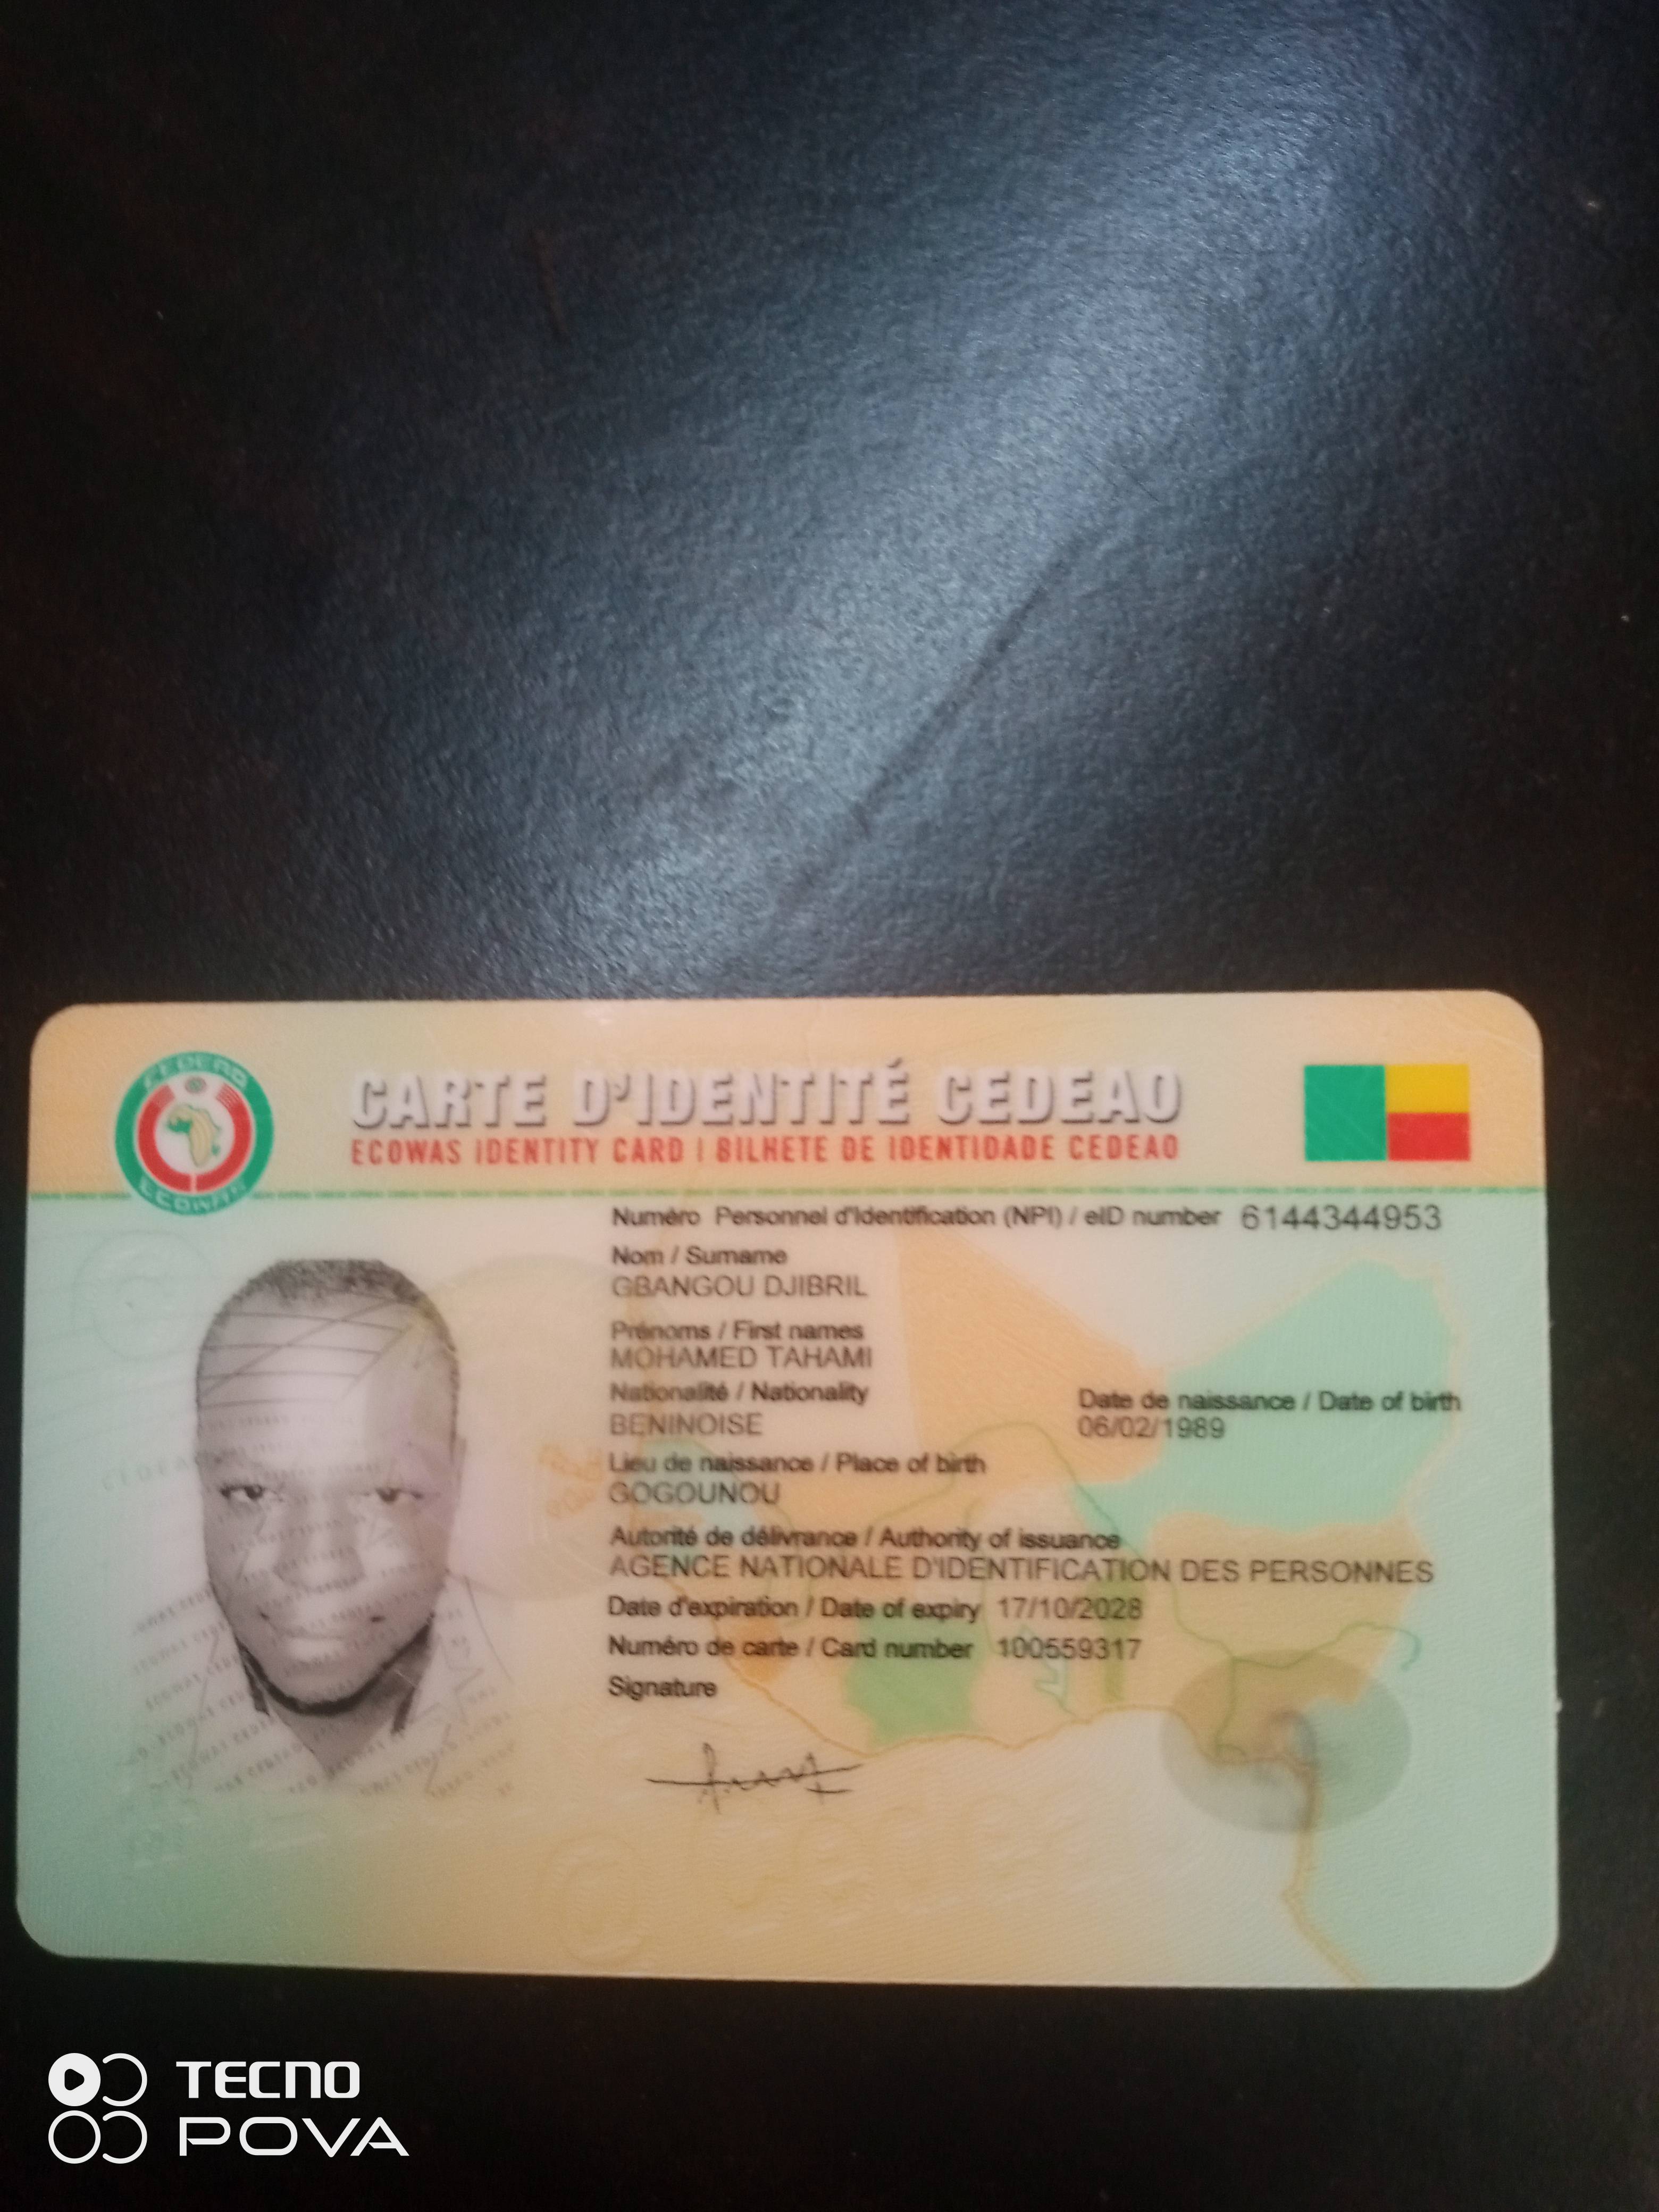 CEDEAO
ECOWAS
CARTE D'IDENTITÉ CEDEAO
ECOWAS IDENTITY CARD | BILHETE DE IDENTIDADE CEDEAO
Numéro Personnel d'Identification (NPI) / eID number 6144344953
Nom / Surname
GBANGOU DJIBRIL
Prénoms / First names
MOHAMED TAHAMI
Nationalité / Nationality
BENINOISE
Date de naissance / Date of birth
06/02/1989
Lieu de naissance / Place of birth
GOGOUNOU
Autorité de délivrance / Authority of issuance
AGENCE NATIONALE D'IDENTIFICATION DES PERSONNES
Date d'expiration / Date of expiry 17/10/2028
Numéro de carte / Card number 100559317
Signature
TECNO
POVA